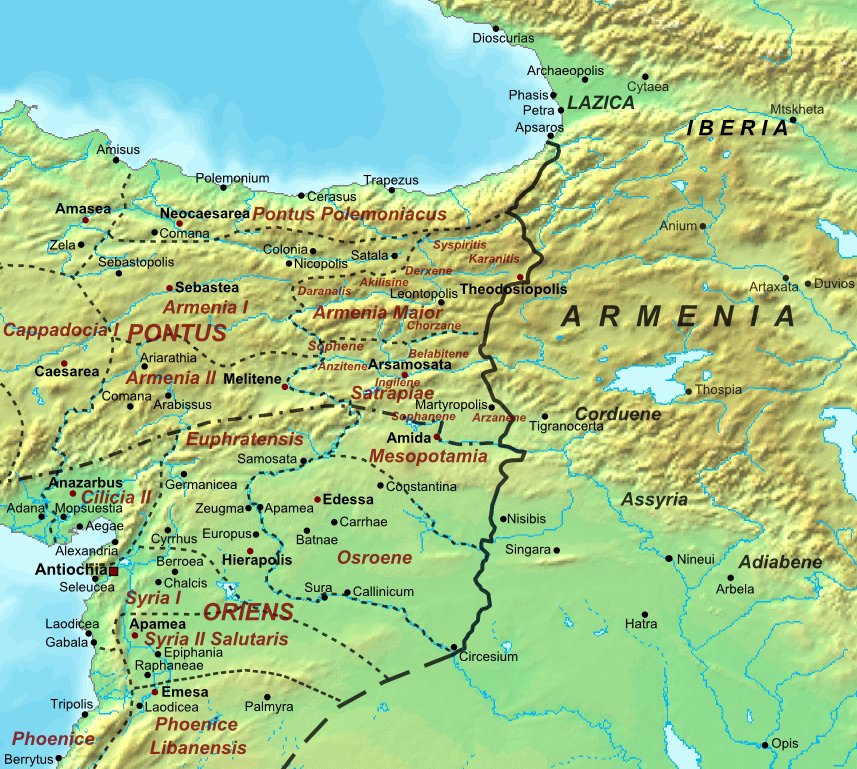 Dioscurias
Archaeopolis
Cytaea
Phasis
LAZICA
Petra
Mtskheta
Apsaros
IBERIA
Amisus
Polemonium
Trapezus
Cerasus
Amasea
Neocaesarea
Pontus Polemoniacus
Anium
Comana
Zela
Syspiritis
Colonia
Satala
Karanitis
Sebastopolis
Nicopolis
Derxene
Akilisine
Artaxata
Duvios
Sebastea
Daranalis
Leontopolis
Theodosiopolis
Armenia I
Armenia Maior
ARMENIA
Cappadocia I
PONTUS
Chorzane
Sophene
Belabitene
Ariarathia
Anzitene
Arsamosata
Caesarea
Armenia II
Melitene
Ingilene
Satrapiae
Thospia
Comana
Arabissus
Martyropolis
Sophanene
Arzanene
Corduene
Tigranocerta
Euphratensis
Amida
Mesopotamia
Samosata
Anazarbus
Germanicea
Constantina
Cilicia II
Edessa
Assyria
Adana
Mopsuestia
Zeugma
Apamea
Aegae
Carrhae
Nisibis
Cyrrhus
Europus
Batnae
Alexandria
Singara
Hierapolis
Osroene
Nineui
Adiabene
Antiochia
Berroea
Seleucea
Chalcis
Sura
Callinicum
Arbela
Syria I
ORIENS
Laodicea
Apamea
Hatra
Gabala
Syria II Salutaris
Epiphania
Circesium
Raphaneae
Emesa
Tripolis
Laodicea
Palmyra
Phoenice
Phoenice
Libanensis
Opis
Berrytus